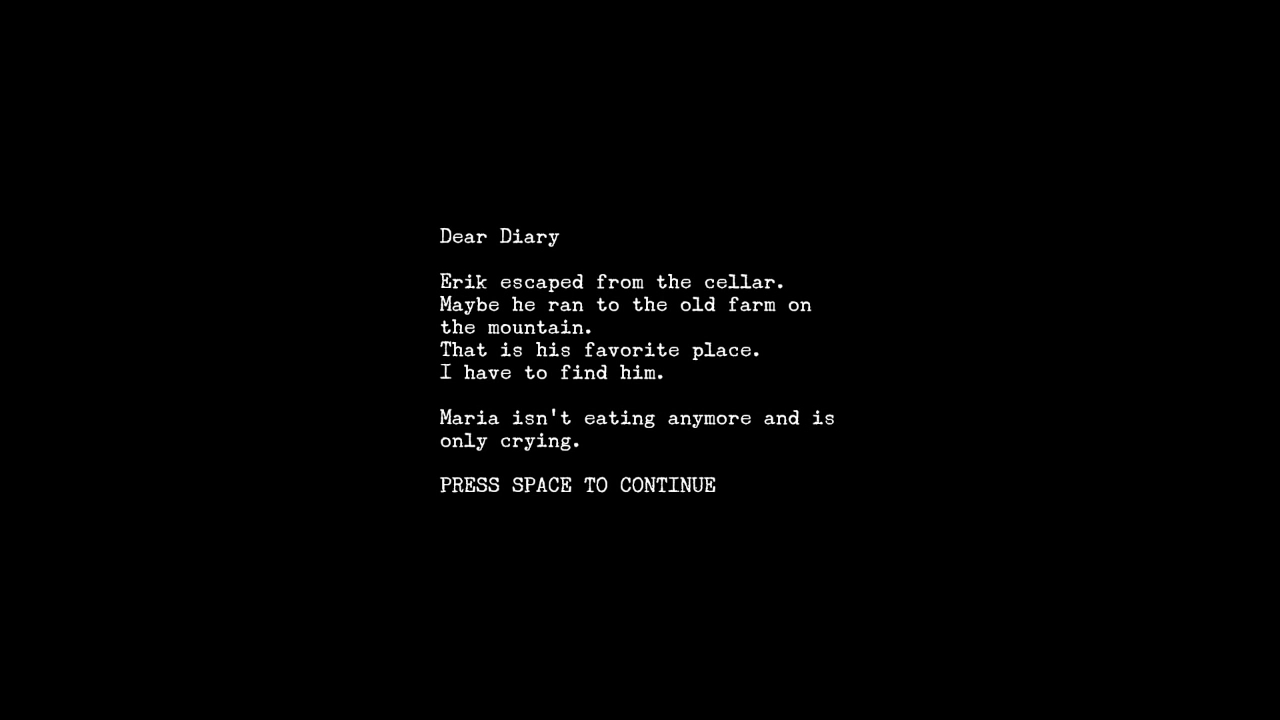 Dear Diary
Erik escaped from the cellar.
Maybe he ran to the old farm on
the mountain.
That is his favorite place.
I have to find him.
Maria isn't eating anymore and is
only crying.
PRESS SPACE TO CONTINUE